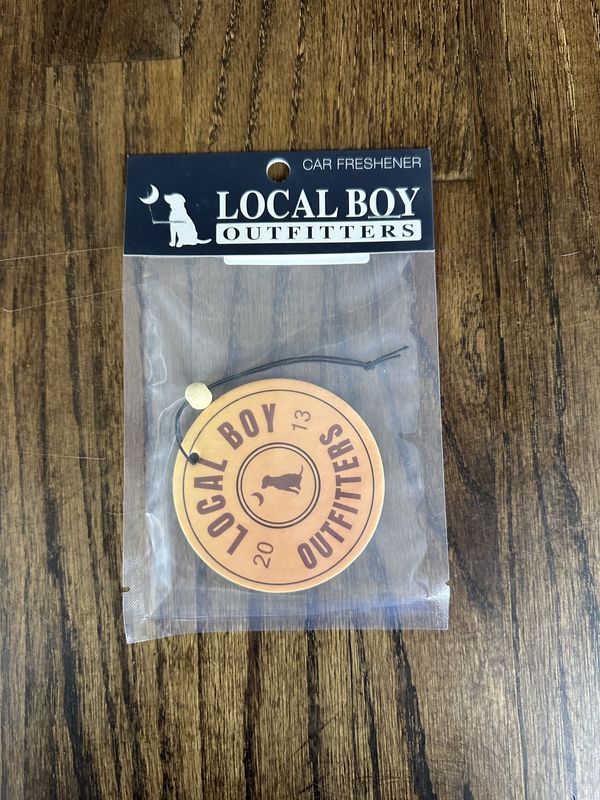 CAR FRESHENER
LOCAL BOY
OUTFITTERS
LOCAL BOY
20 13
OUTFITTERS